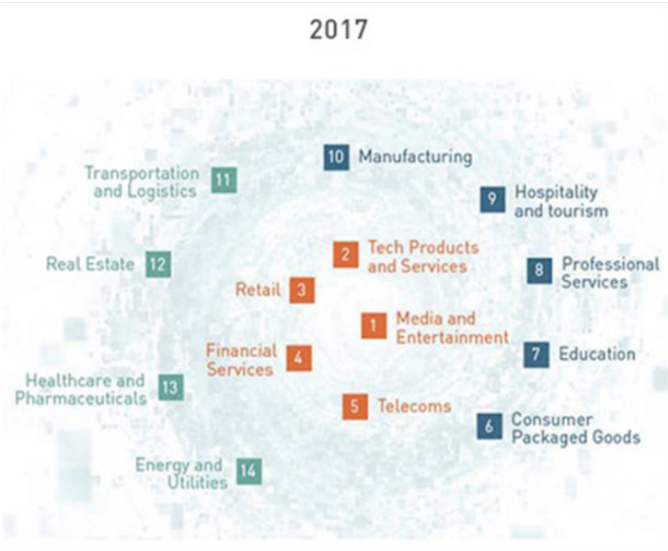 2017
10 Manufacturing
Transportation
and Logistics 11
9 Hospitality
and tourism
2 Tech Products
and Services
Real Estate 12
8 Professional
Services
Retail 3
1 Media and
Entertainment
Financial
Services 4
7 Education
Healthcare and
Pharmaceuticals 13
5 Telecoms
6 Consumer
Packaged Goods
Energy and
Utilities 14